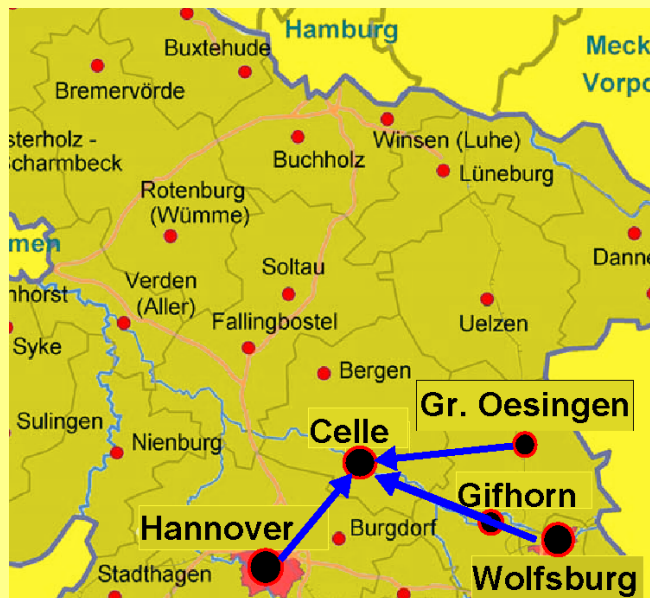 Hamburg
Meck
Vorpo
Buxtehude
Bremervörde
sterholz -
Scharmbeck
Buchholz
Winsen (Luhe)
Lüneburg
Rotenburg
(Wümme)
men
Danne
nhorst
Verden
(Aller)
Soltau
Fallingbostel
Uelzen
Syke
Bergen
Sulingen
Nienburg
Gr. Oesingen
Celle
Gifhorn
Hannover
Burgdorf
Stadthagen
Wolfsburg